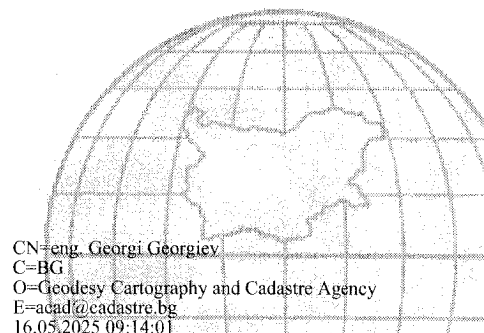 CN=eng. Georgi Georgiev
C=BG
O=Geodesy Cartography and Cadastre Agency
E=acad@cadastre.bg
16.05.2025 09:14:01